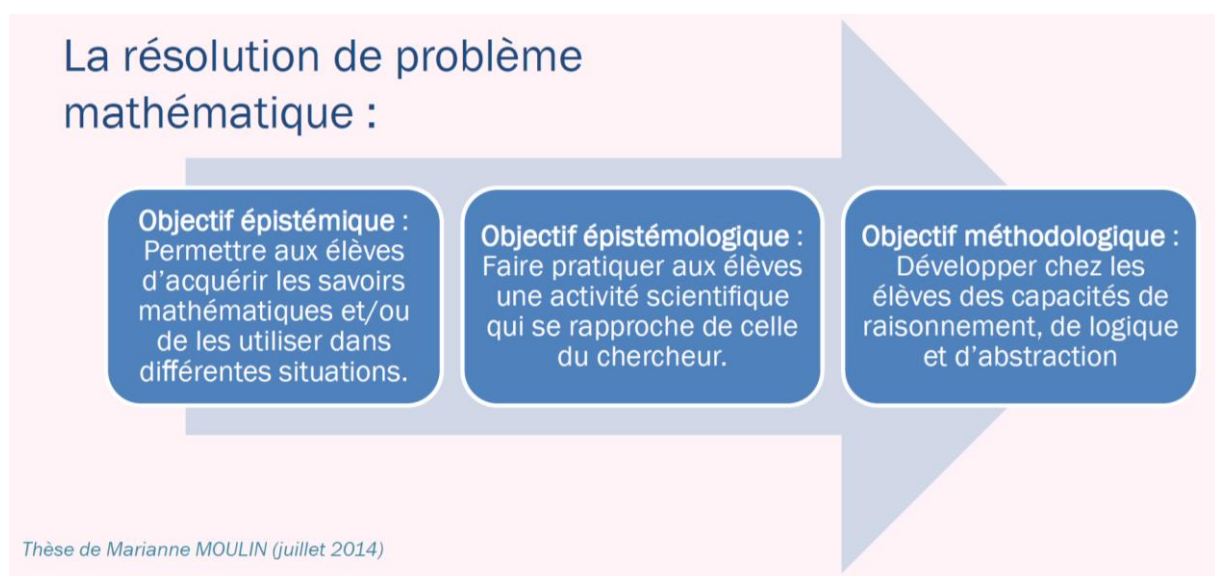 La résolution de problème
mathématique :
Objectif épistémique :
Permettre aux élèves
d'acquérir les savoirs
mathématiques et/ou
de les utiliser dans
différentes situations.
Objectif épistémologique :
Faire pratiquer aux élèves
une activité scientifique
qui se rapproche de celle
du chercheur.
Objectif méthodologique :
Développer chez les
élèves des capacités de
raisonnement, de logique
et d'abstraction
Thèse de Marianne MOULIN (juillet 2014)